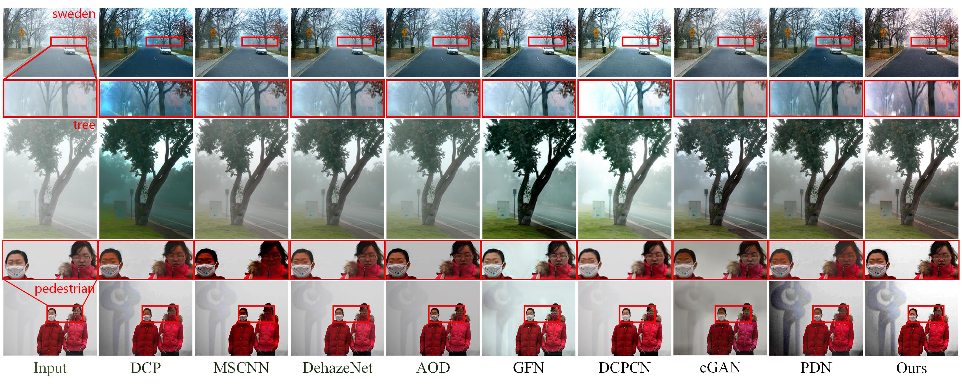 sweden
tree
pedestrian
Input DCP MSCNN DehazeNet AOD GFN DCPCN cGAN PDN Ours